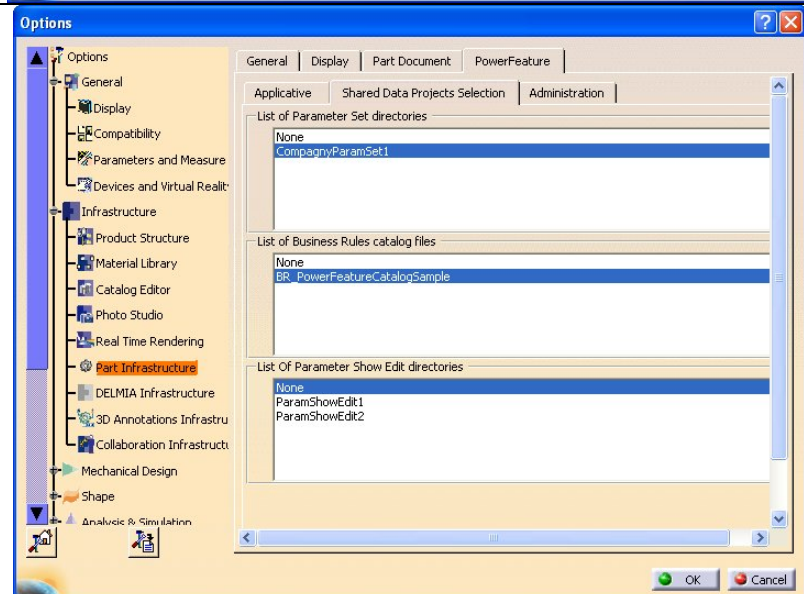 Options
Options
General
Display
Compatibility
Parameters and Measure
Devices and Virtual Realit
Infrastructure
Product Structure
Material Library
Catalog Editor
Photo Studio
Real Time Rendering
Part Infrastructure
DELMIA Infrastructure
3D Annotations Infrastru
Collaboration Infrastructu
Mechanical Design
Shape
Analysis & Simulation
General Display Part Document PowerFeature
Applicative Shared Data Projects Selection Administration
List of Parameter Set directories
None
CompagnyParamSet1
List of Business Rules catalog files
None
BR_PowerFeatureCatalogSample
List Of Parameter Show Edit directories
None
ParamShowEdit1
ParamShowEdit2
OK Cancel